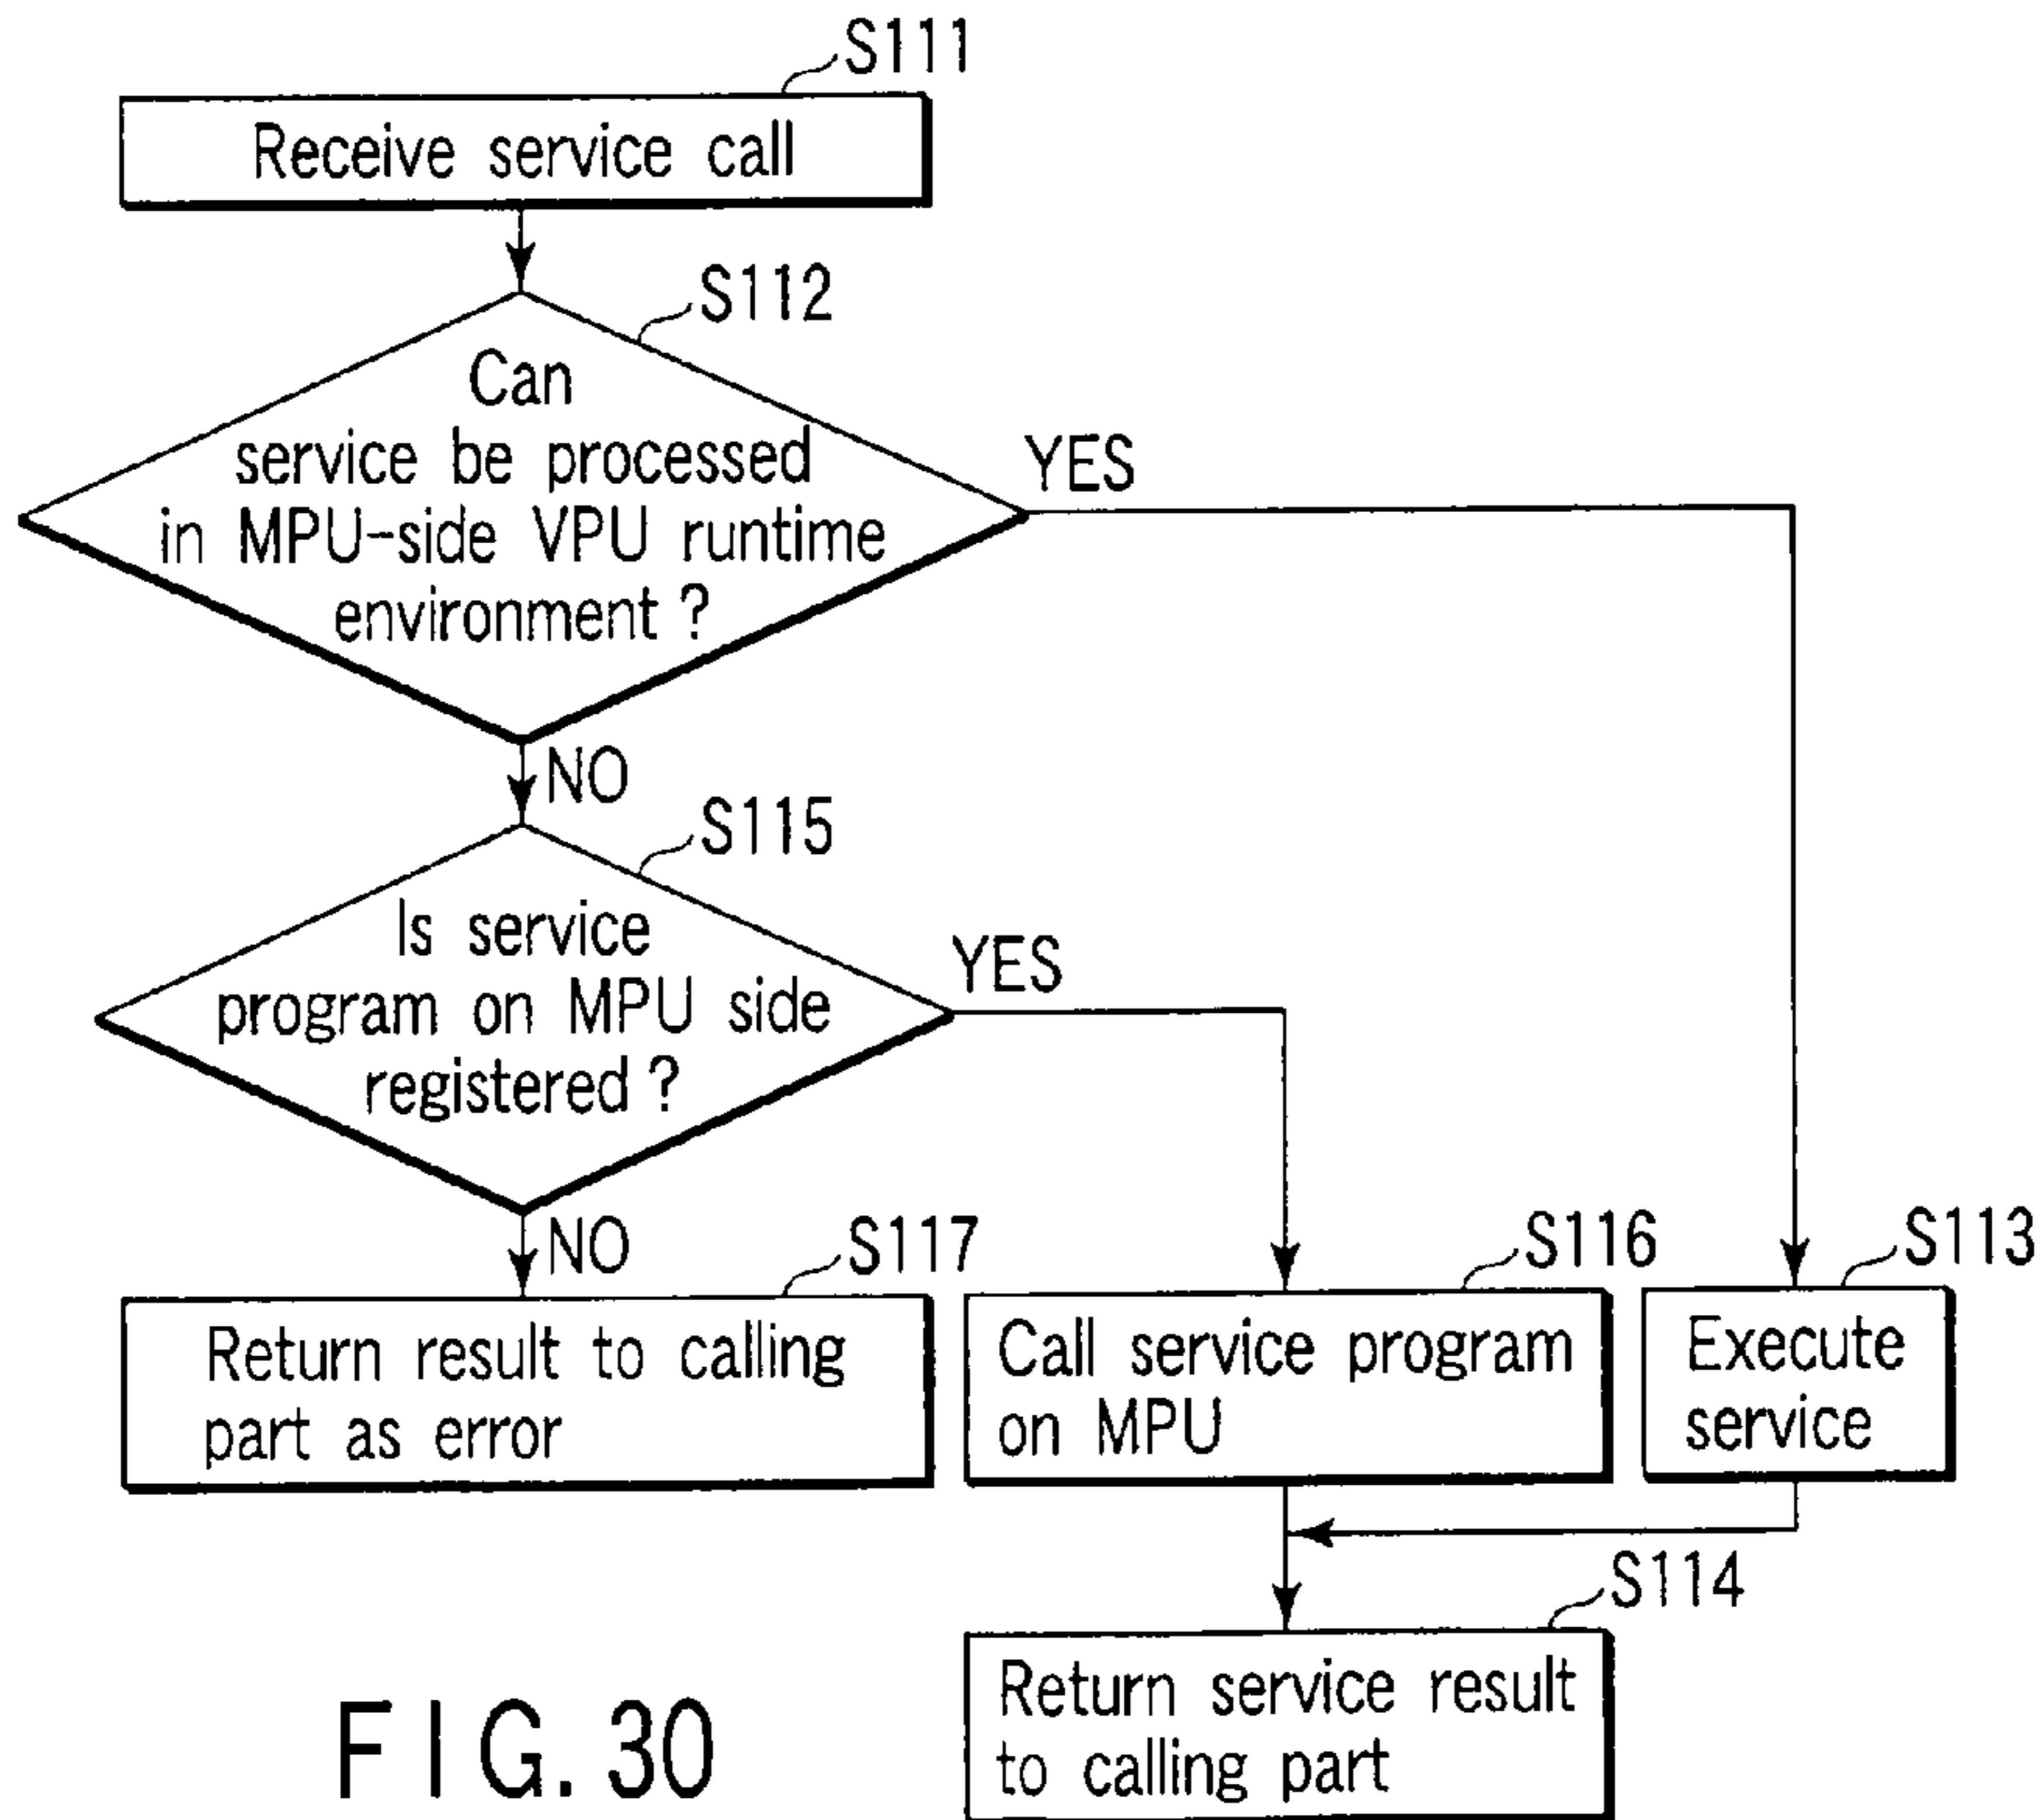 S111
Receive service call
S112
Can
service be processed
in MPU-side VPU runtime
environment ?
YES
NO
S115
Is service
program on MPU side
registered ?
YES
NO
S117
Return result to calling
part as error
S116
Call service program
on MPU
S113
Execute
service
S114
Return service result
to calling part
FIG. 30